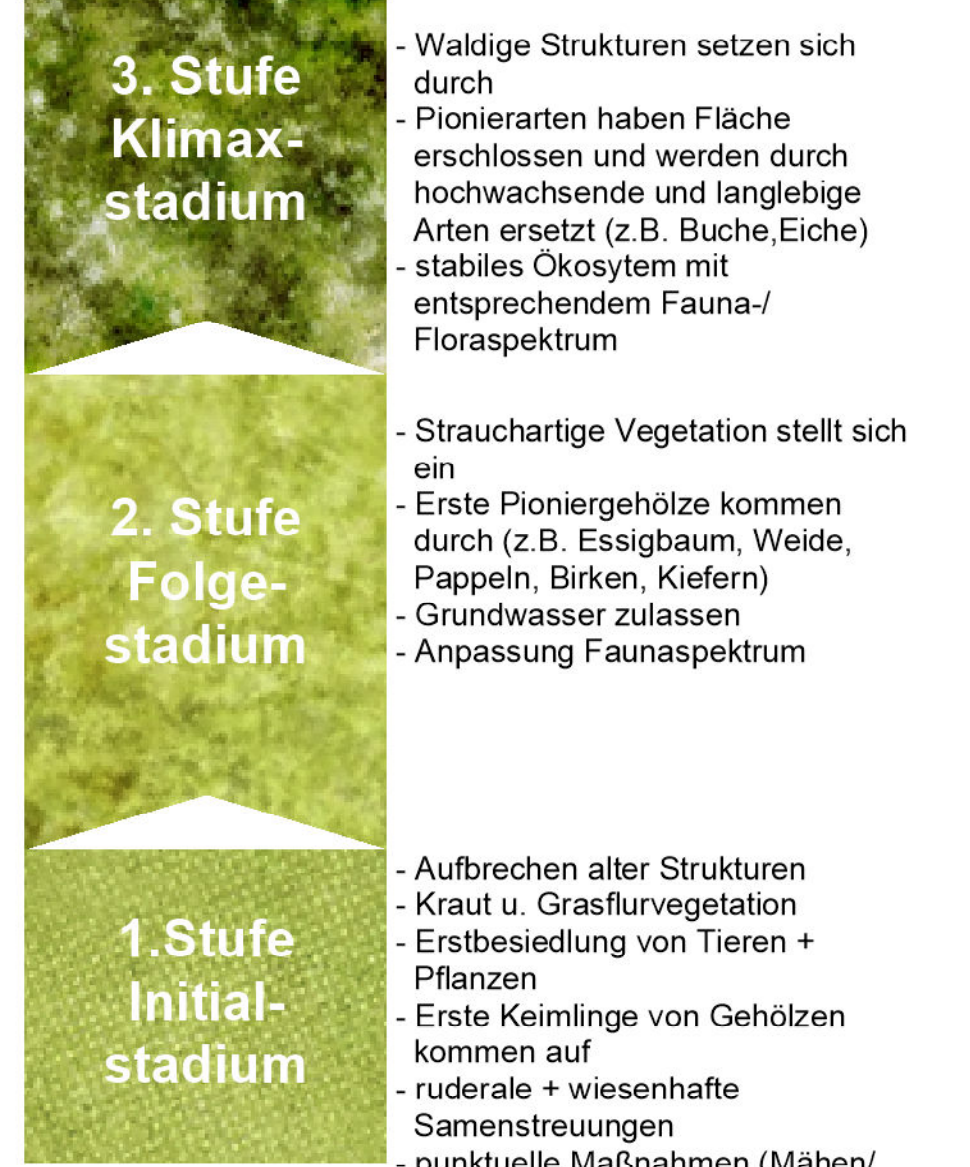 3. Stufe
Klimax-
stadium
- Waldige Strukturen setzen sich
durch
- Pionierarten haben Fläche
erschlossen und werden durch
hochwachsende und langlebige
Arten ersetzt (z.B. Buche,Eiche)
- stabiles Ökosytem mit
entsprechendem Fauna-/
Floraspektrum
2. Stufe
Folge-
stadium
- Strauchartige Vegetation stellt sich
ein
- Erste Pioniergehölze kommen
durch (z.B. Essigbaum, Weide,
Pappeln, Birken, Kiefern)
- Grundwasser zulassen
- Anpassung Faunaspektrum
1.Stufe
Initial-
stadium
- Aufbrechen alter Strukturen
- Kraut u. Grasflurvegetation
- Erstbesiedlung von Tieren +
Pflanzen
- Erste Keimlinge von Gehölzen
kommen auf
- ruderale + wiesenhafte
Samenstreuungen
- punktuelle Maßnahmen (Mähen/